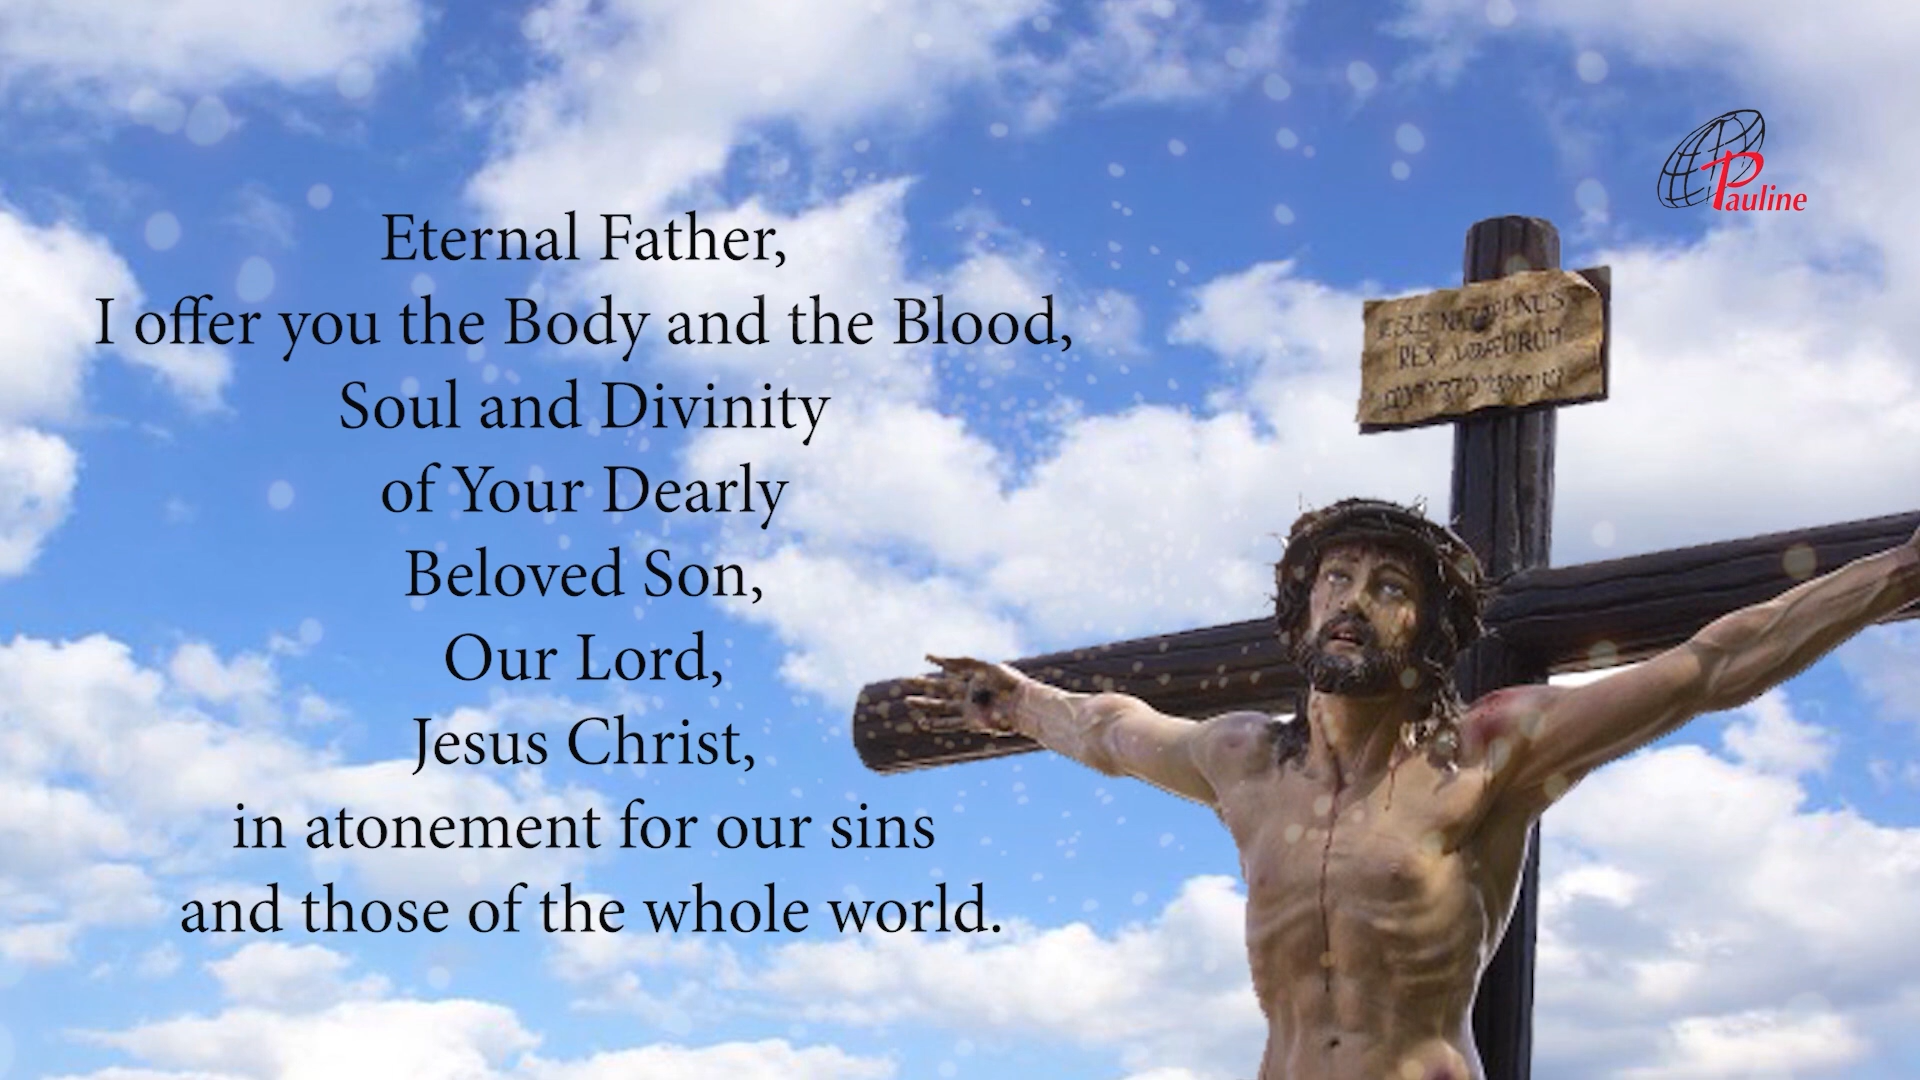 Eternal Father,
I offer you the Body and the Blood,
Soul and Divinity
of Your Dearly
Beloved Son,
Our Lord,
Jesus Christ,
in atonement for our sins
and those of the whole world.
Pauline
REX